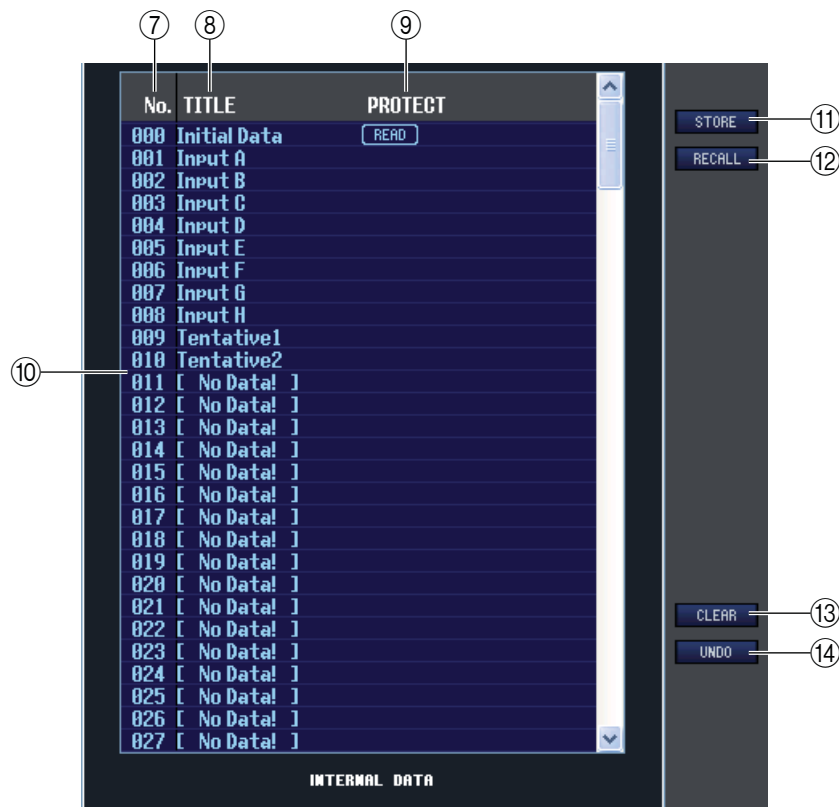 ⑦ ⑧ ⑨
No. TITLE PROTECT
STORE ⑪
000 Initial Data READ
RECALL ⑫
001 Input A
002 Input B
003 Input C
004 Input D
005 Input E
006 Input F
007 Input G
008 Input H
009 Tentative1
010 Tentative2
⑩ 011 [ No Data! ]
012 [ No Data! ]
013 [ No Data! ]
014 [ No Data! ]
015 [ No Data! ]
016 [ No Data! ]
017 [ No Data! ]
018 [ No Data! ]
019 [ No Data! ]
020 [ No Data! ]
021 [ No Data! ]
CLEAR ⑬
022 [ No Data! ]
023 [ No Data! ]
UNDO ⑭
024 [ No Data! ]
025 [ No Data! ]
026 [ No Data! ]
027 [ No Data! ]
INTERNAL DATA